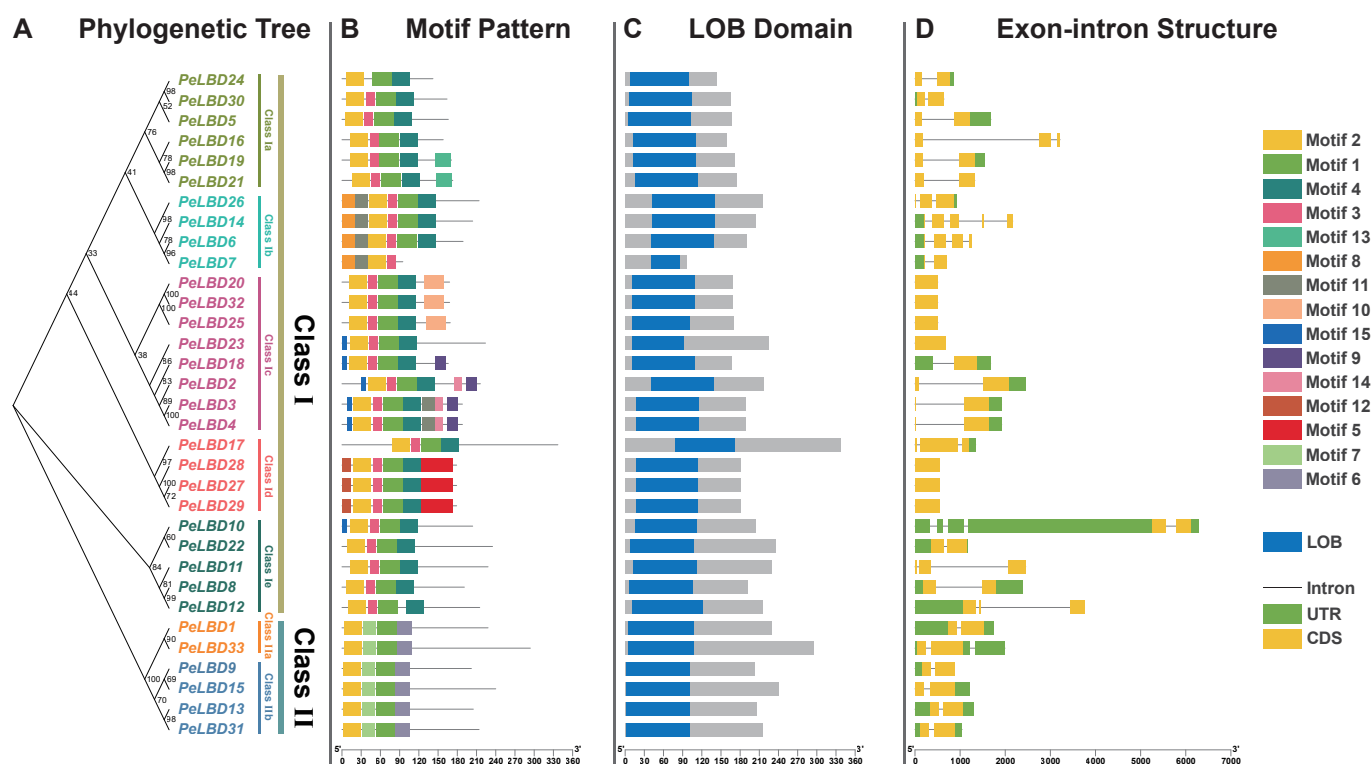 A Phylogenetic Tree B Motif Pattern C LOB Domain D Exon-intron Structure
PeLBD24
PeLBD30
PeLBD5
PeLBD16
PeLBD19
PeLBD21
PeLBD26
PeLBD14
PeLBD6
PeLBD7
PeLBD20
PeLBD32
PeLBD25
PeLBD23
PeLBD18
PeLBD2
PeLBD3
PeLBD4
PeLBD17
PeLBD28
PeLBD27
PeLBD29
PeLBD10
PeLBD22
PeLBD11
PeLBD8
PeLBD12
PeLBD1
PeLBD33
PeLBD9
PeLBD15
PeLBD13
PeLBD31
98
52
76
78
98
41
98
78
96
33
100
100
44
38
86
83
89
100
97
100
72
60
84
81
99
90
100
69
70
98
Class Ia
Class Ib
Class Ic
Class Id
Class Ie
Class IIa
Class IIb
Class I
Class II
5' 3'
0 30 60 90 120 150 180 210 240 270 300 330 360
5' 3'
0 30 60 90 120 150 180 210 240 270 300 330 360
5' 3'
0 1000 2000 3000 4000 5000 6000 7000
Motif 2
Motif 1
Motif 4
Motif 3
Motif 13
Motif 8
Motif 11
Motif 10
Motif 15
Motif 9
Motif 14
Motif 12
Motif 5
Motif 7
Motif 6
LOB
Intron
UTR
CDS